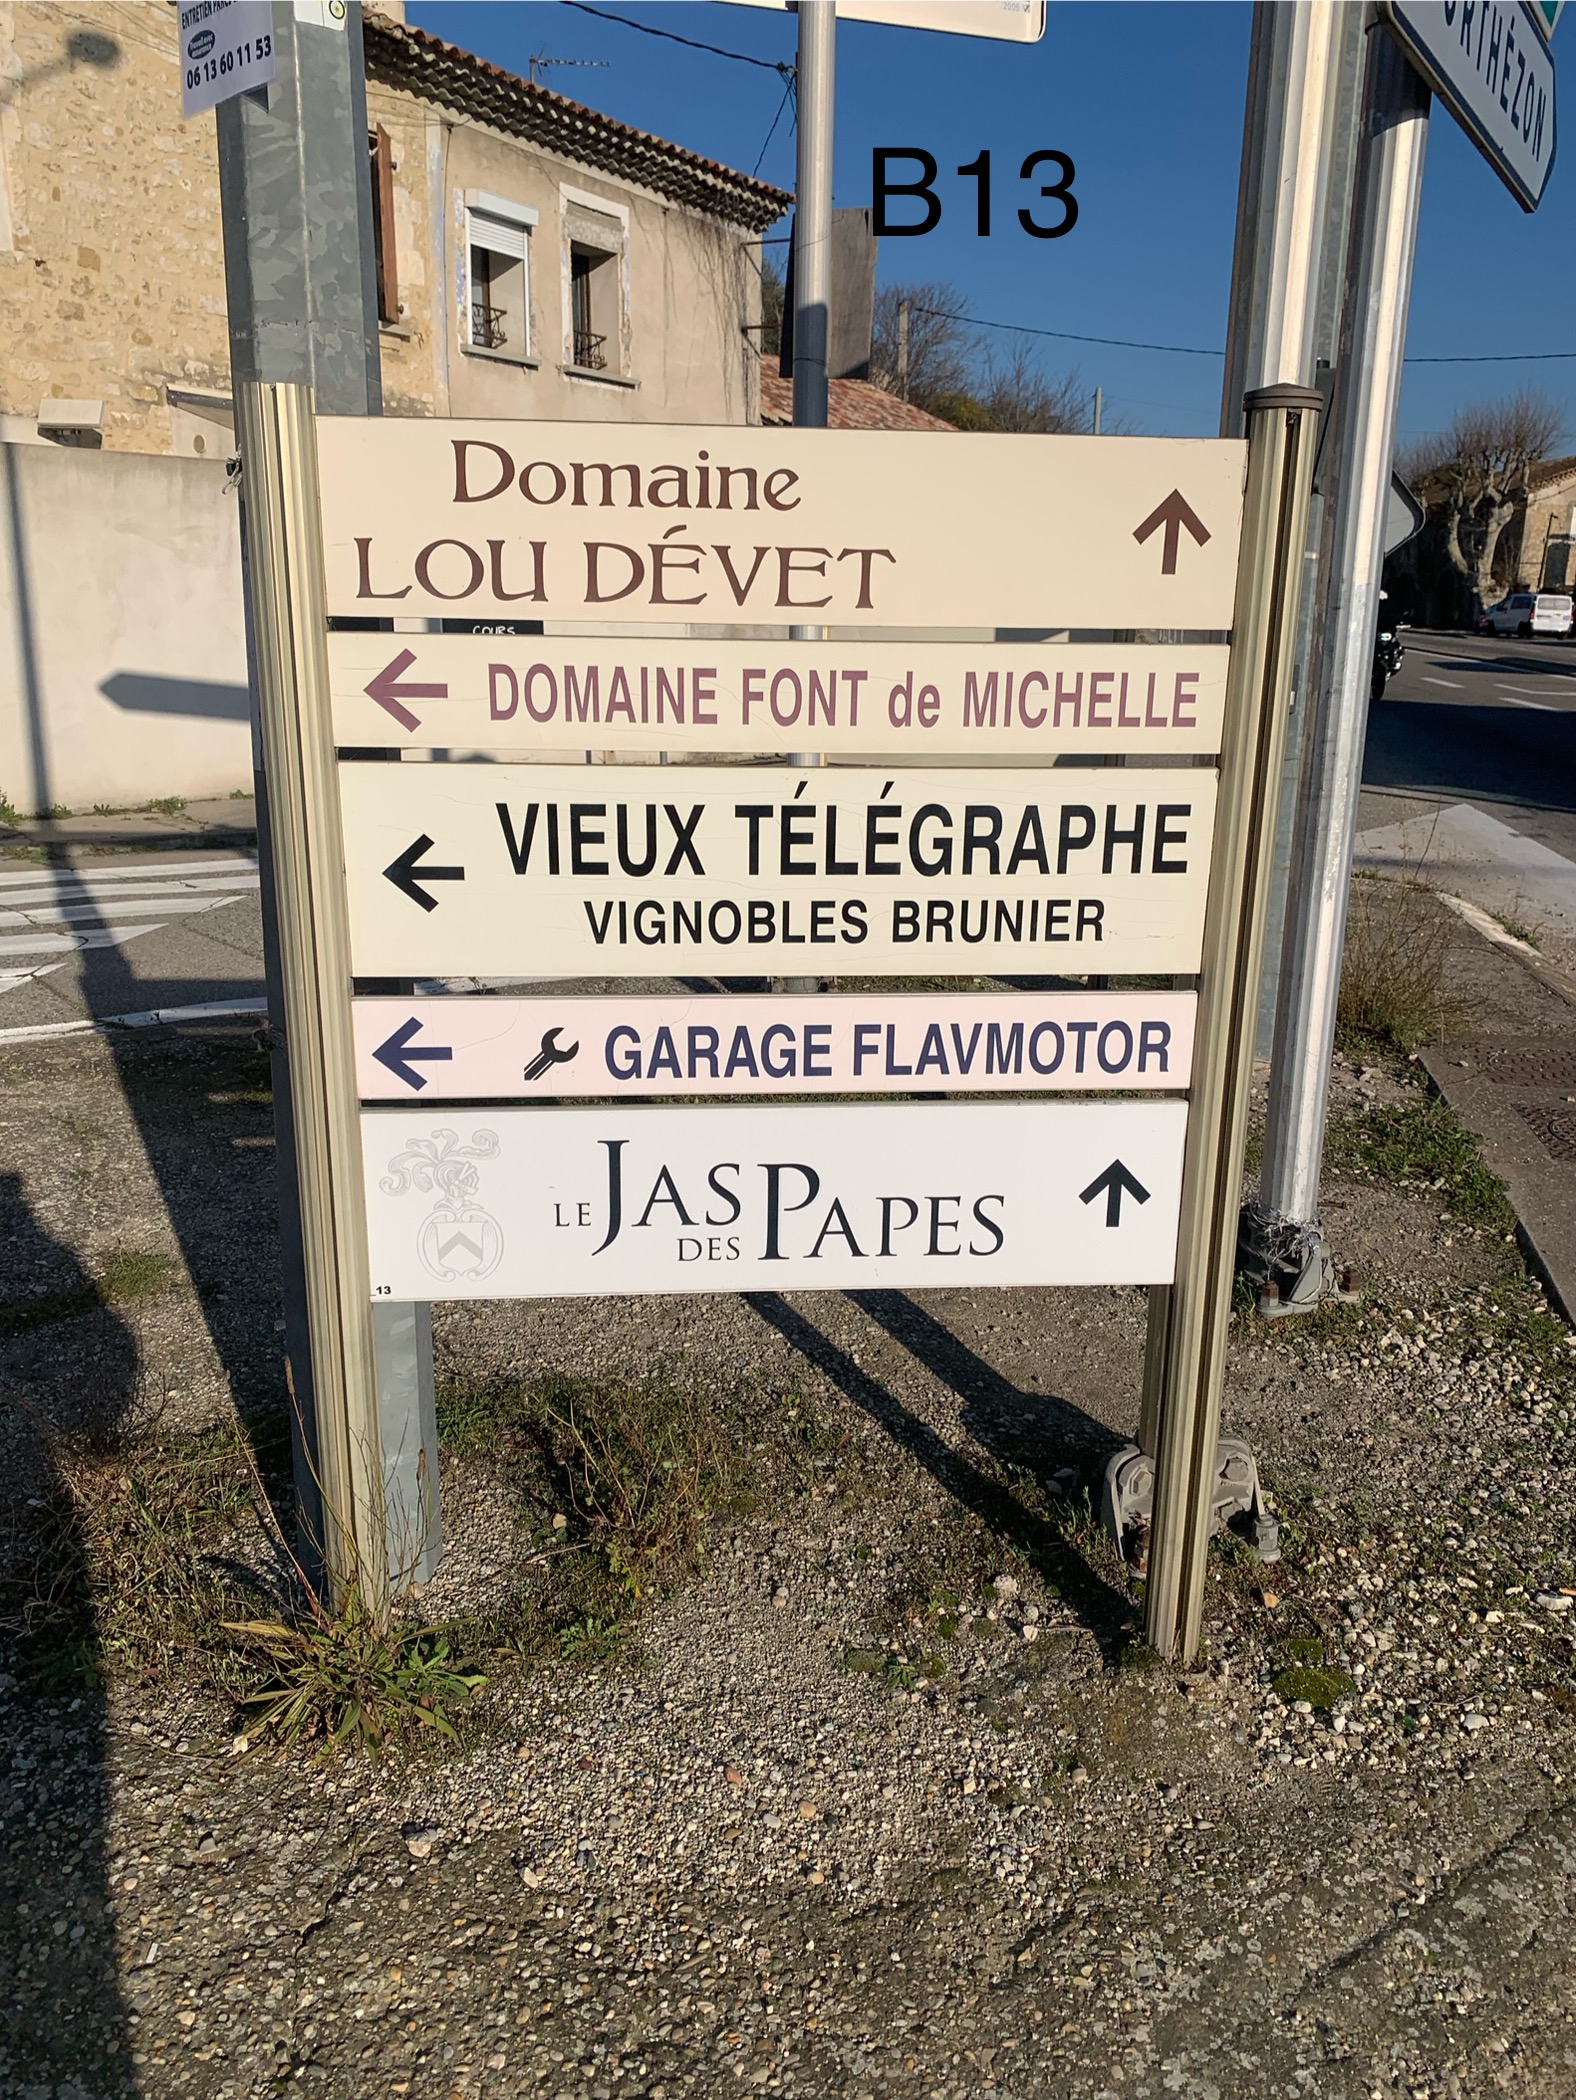 06 13 60 11 53
B13
Domaine
LOU DÉVET
COURS
DOMAINE FONT de MICHELLE
VIEUX TÉLÉGRAPHE
VIGNOBLES BRUNIER
GARAGE FLAVMOTOR
LE JAS DES PAPES
13